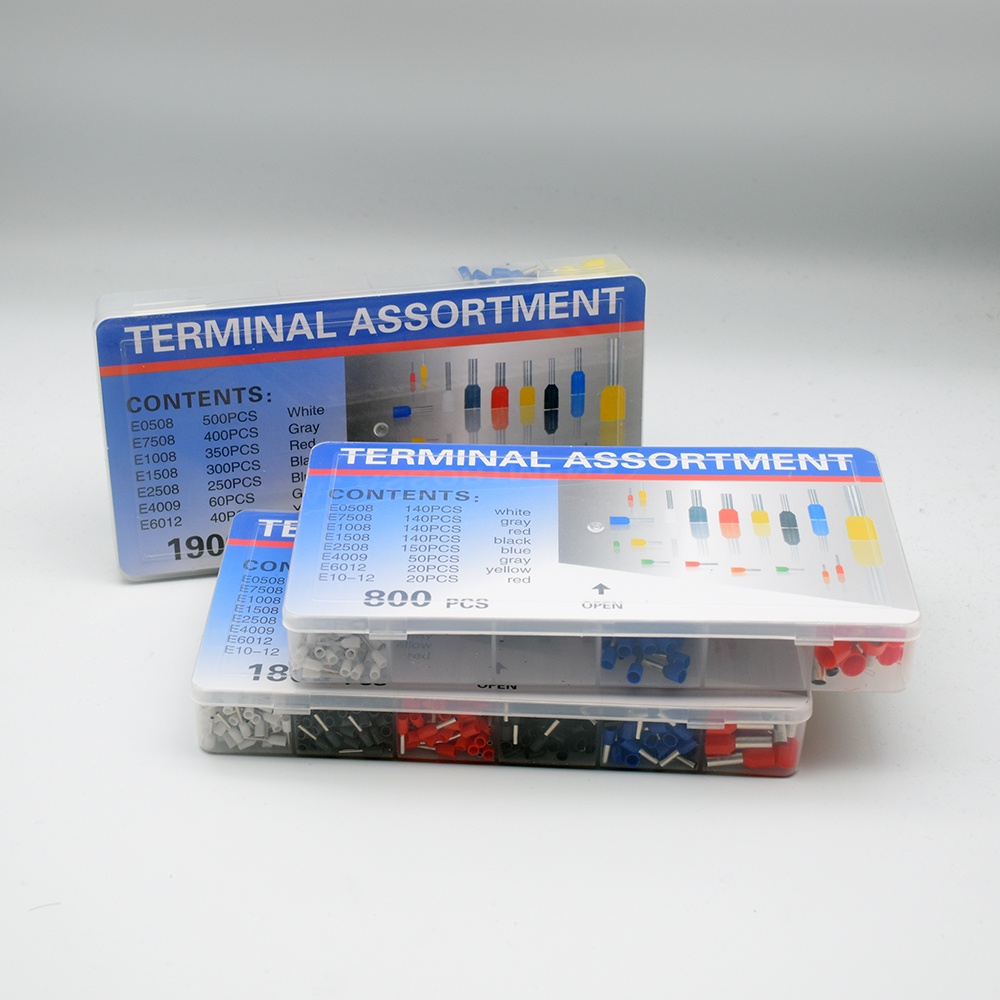 TERMINAL ASSORTMENT
CONTENTS:
E0508 500PCS White
E7508 400PCS Gray
E1008 350PCS Red
E1508 300PCS
E2508 250PCS
E4009 60PCS
E6012
190
TERMINAL ASSORTMENT
CONTENTS:
E0508 140PCS white
E7508 140PCS gray
E1008 140PCS red
E1508 140PCS black
E2508 150PCS blue
E4009 50PCS gray
E6012 20PCS yellow
E10-12 20PCS red
800 PCS
OPEN
TE
CON
E0508
E7508
E1008
E1508
E2508
E4009
E6012
E10-12
18
OPEN